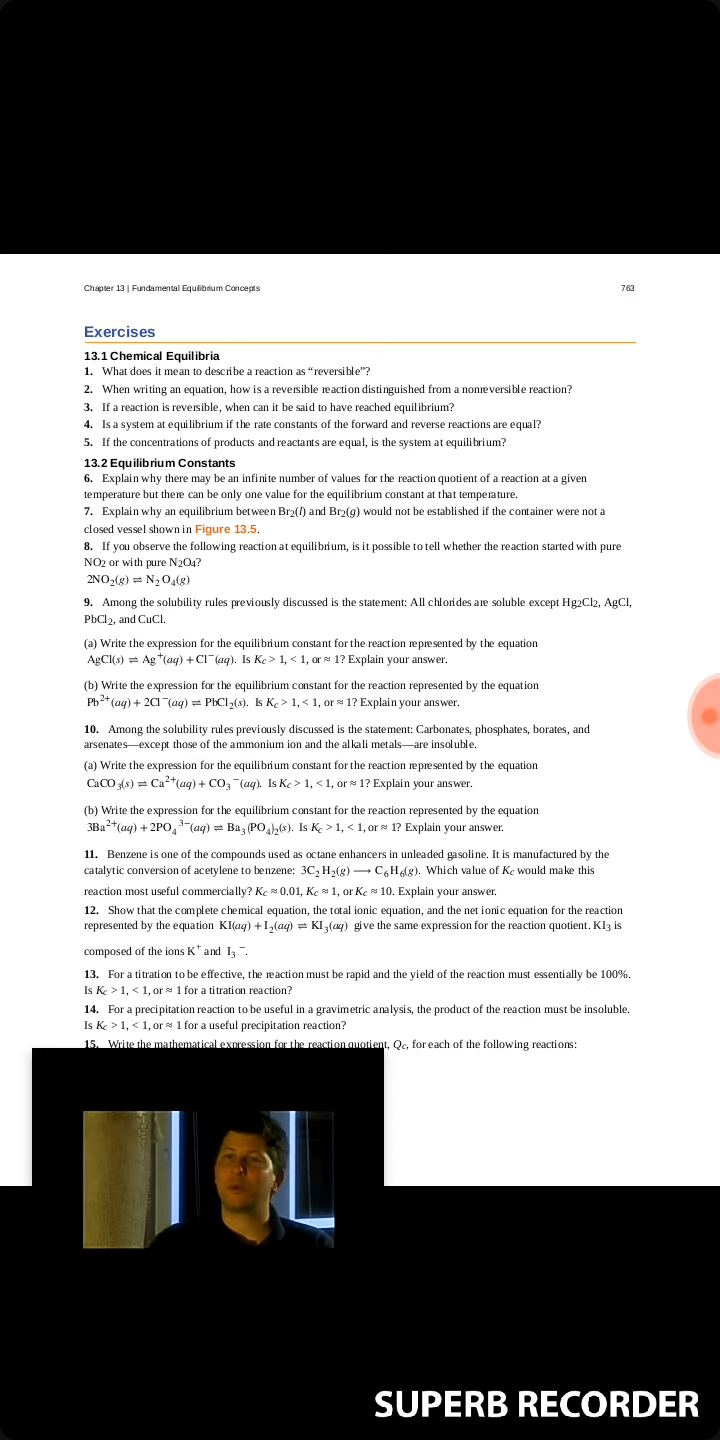 Chapter 13 | Fundamental Equilibrium Concepts 763
Exercises
13.1 Chemical Equilibria
1. What does it mean to describe a reaction as “reversible”?
2. When writing an equation, how is a reversible reaction distinguished from a nonreversible reaction?
3. If a reaction is reversible, when can it be said to have reached equilibrium?
4. Is a system at equilibrium if the rate constants of the forward and reverse reactions are equal?
5. If the concentrations of products and reactants are equal, is the system at equilibrium?
13.2 Equilibrium Constants
6. Explain why there may be an infinite number of values for the reaction quotient of a reaction at a given
temperature but there can be only one value for the equilibrium constant at that temperature.
7. Explain why an equilibrium between Br2(l) and Br2(g) would not be established if the container were not a
closed vessel shown in Figure 13.5.
8. If you observe the following reaction at equilibrium, is it possible to tell whether the reaction started with pure
NO2 or with pure N2O4?
2NO₂(g) ⇌ N₂O₄(g)
9. Among the solubility rules previously discussed is the statement: All chlorides are soluble except Hg2Cl2, AgCl,
PbCl2, and CuCl.
(a) Write the expression for the equilibrium constant for the reaction represented by the equation
AgCl(s) ⇌ Ag⁺(aq) + Cl⁻(aq). Is Kc > 1, < 1, or ≈ 1? Explain your answer.
(b) Write the expression for the equilibrium constant for the reaction represented by the equation
Pb²⁺(aq) + 2Cl⁻(aq) ⇌ PbCl₂(s). Is Kc > 1, < 1, or ≈ 1? Explain your answer.
10. Among the solubility rules previously discussed is the statement: Carbonates, phosphates, borates, and
arsenates—except those of the ammonium ion and the alkali metals—are insoluble.
(a) Write the expression for the equilibrium constant for the reaction represented by the equation
CaCO₃(s) ⇌ Ca²⁺(aq) + CO₃⁻(aq). Is Kc > 1, < 1, or ≈ 1? Explain your answer.
(b) Write the expression for the equilibrium constant for the reaction represented by the equation
3Ba²⁺(aq) + 2PO₄³⁻(aq) ⇌ Ba₃(PO₄)₂(s). Is Kc > 1, < 1, or ≈ 1? Explain your answer.
11. Benzene is one of the compounds used as octane enhancers in unleaded gasoline. It is manufactured by the
catalytic conversion of acetylene to benzene: 3C₂H₂(g) ⟶ C₆H₆(g). Which value of Kc would make this
reaction most useful commercially? Kc ≈ 0.01, Kc ≈ 1, or Kc ≈ 10. Explain your answer.
12. Show that the complete chemical equation, the total ionic equation, and the net ionic equation for the reaction
represented by the equation KI(aq) + I₂(aq) ⇌ KI₃(aq) give the same expression for the reaction quotient. KI3 is
composed of the ions K⁺ and I₃⁻.
13. For a titration to be effective, the reaction must be rapid and the yield of the reaction must essentially be 100%.
Is Kc > 1, < 1, or ≈ 1 for a titration reaction?
14. For a precipitation reaction to be useful in a gravimetric analysis, the product of the reaction must be insoluble.
Is Kc > 1, < 1, or ≈ 1 for a useful precipitation reaction?
15. Write the mathematical expression for the reaction quotient, Qc, for each of the following reactions:
SUPERB RECORDER